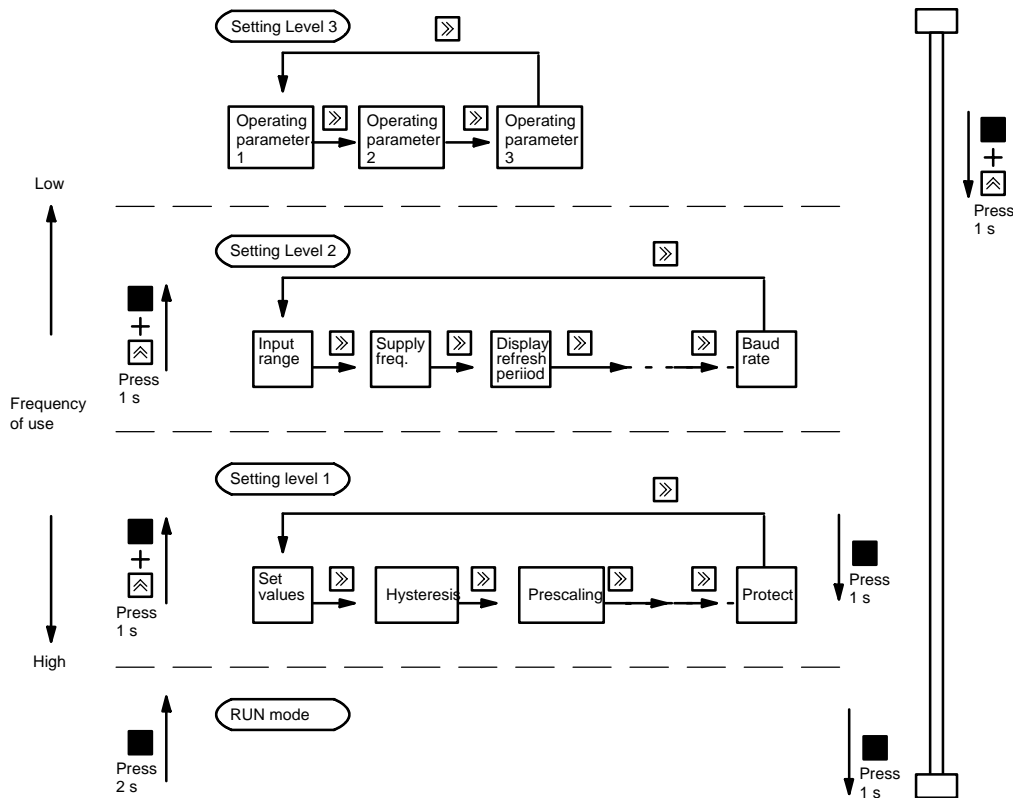 Setting Level 3
Operating
parameter
1
Operating
parameter
2
Operating
parameter
3
Low
Press
1 s
Setting Level 2
Input
range
Supply
freq.
Display
refresh
periiod
Baud
rate
Press
1 s
Frequency
of use
Setting level 1
Set
values
Hysteresis
Prescaling
Protect
Press
1 s
Press
1 s
High
RUN mode
Press
2 s
Press
1 s